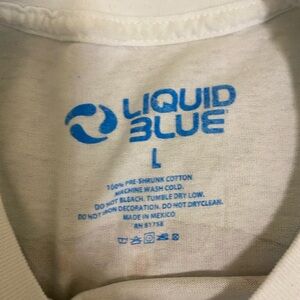 LIQUID
BLUE
L
100% PRE-SHRUNK COTTON
MACHINE WASH COLD.
DO NOT BLEACH. TUMBLE DRY LOW.
DO NOT IRON DECORATION. DO NOT DRYCLEAN.
MADE IN MEXICO
RN 61758